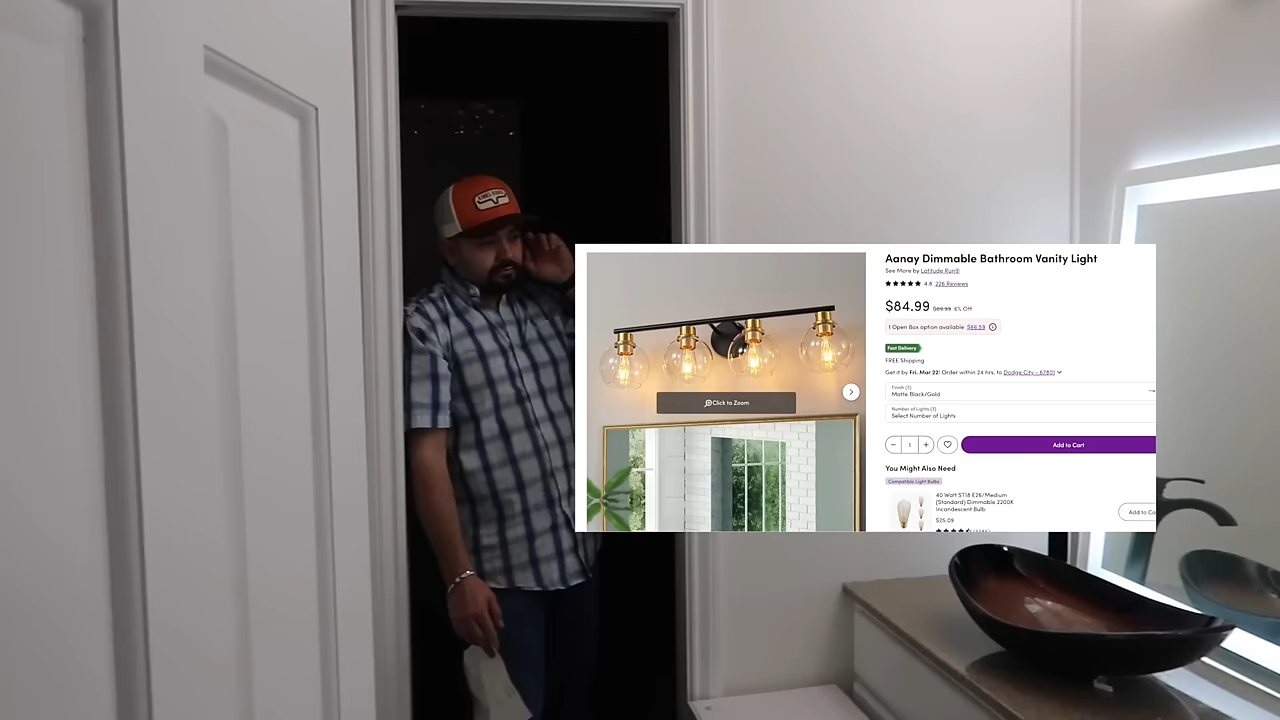 Aanay Dimmable Bathroom Vanity Light
See More by Latitude Run®
4.8 226 Reviews
$84.99 $89.99 6% Off
1 Open Box option available $66.59
Fast Delivery
FREE Shipping
Get it by Fri, Mar 22! Order within 24 hrs. to Dodge City - 67801
Finish (3)
Matte Black/Gold
Number of Lights (3)
Select Number of Lights
1
Add to Cart
Click to Zoom
You Might Also Need
Compatible Light Bulbs
40 Watt ST18 E26/Medium
(Standard) Dimmable 2200K
Incandescent Bulb
$25.09
Add to Ca